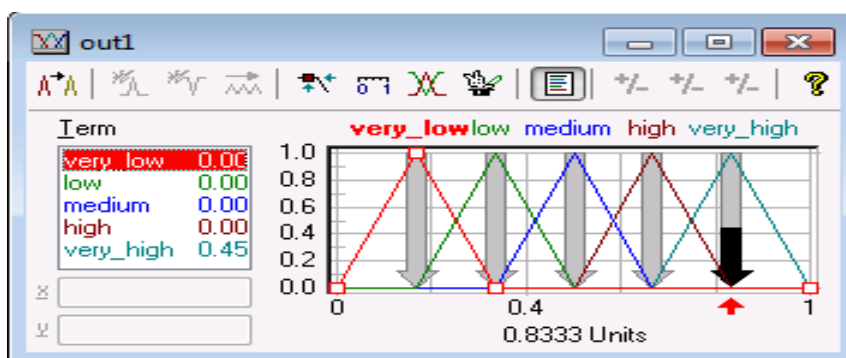 out1
Term
very_low 0.00
low 0.00
medium 0.00
high 0.00
very_high 0.45
x
y
very_low low medium high very_high
1.0
0.8
0.6
0.4
0.2
0.0
0 0.4 1
0.8333 Units